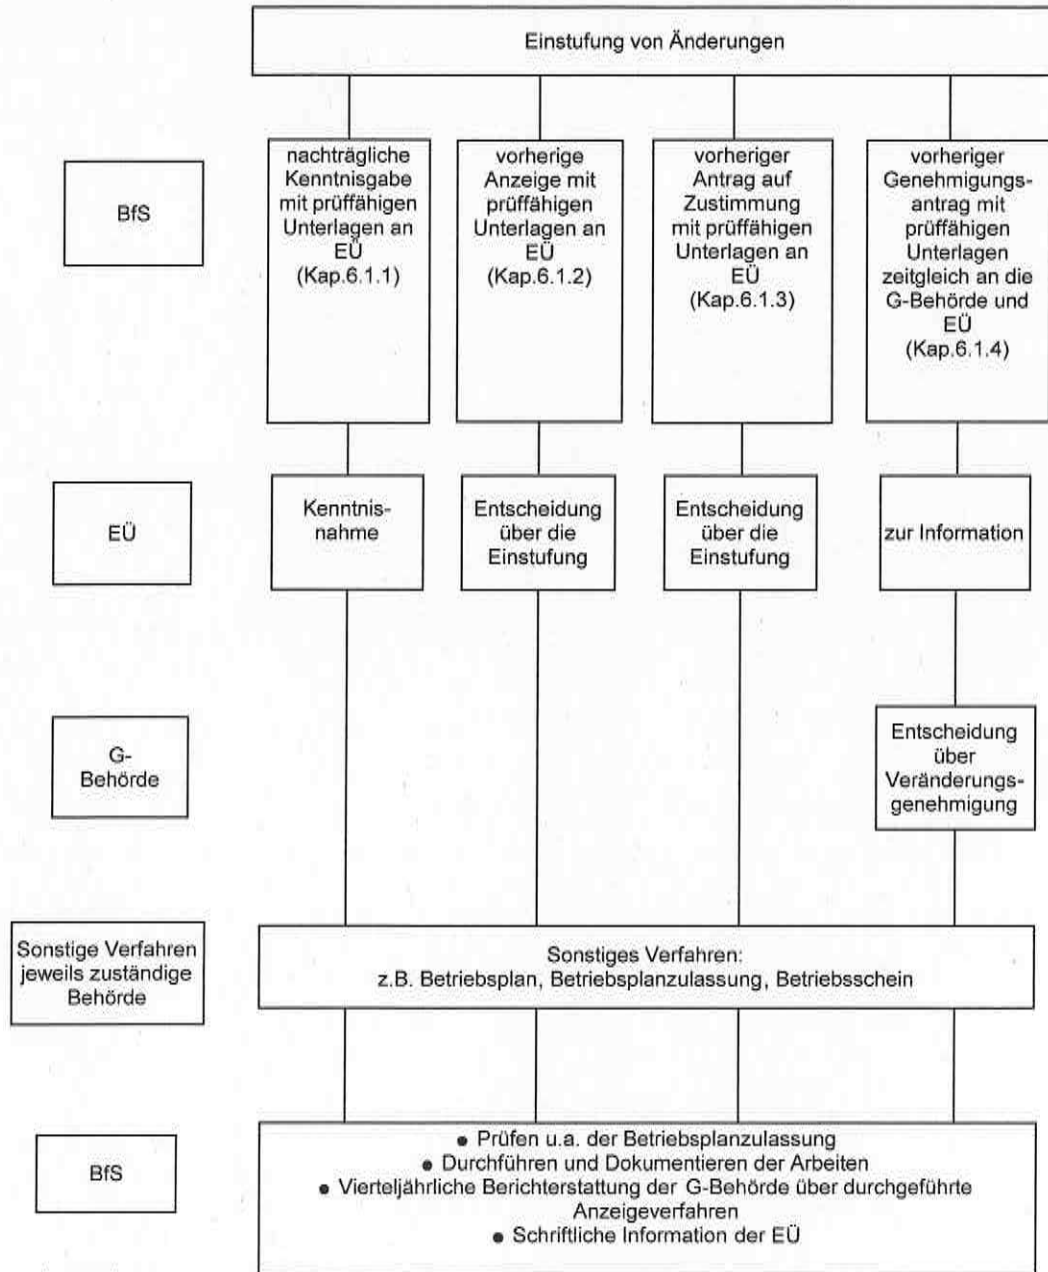 Einstufung von Änderungen
BfS
nachträgliche
Kenntnisgabe
mit prüffähigen
Unterlagen an
EÜ
(Kap.6.1.1)
vorherige
Anzeige mit
prüffähigen
Unterlagen an
EÜ
(Kap.6.1.2)
vorheriger
Antrag auf
Zustimmung
mit prüffähigen
Unterlagen an
EÜ
(Kap.6.1.3)
vorheriger
Genehmigungs-
antrag mit
prüffähigen
Unterlagen
zeitgleich an die
G-Behörde und
EÜ
(Kap.6.1.4)
EÜ
Kenntnis-
nahme
Entscheidung
über die
Einstufung
Entscheidung
über die
Einstufung
zur Information
G-
Behörde
Entscheidung
über
Veränderungs-
genehmigung
Sonstige Verfahren
jeweils zuständige
Behörde
Sonstiges Verfahren:
z.B. Betriebsplan, Betriebsplanzulassung, Betriebsschein
BfS
● Prüfen u.a. der Betriebsplanzulassung
● Durchführen und Dokumentieren der Arbeiten
● Vierteljährliche Berichterstattung der G-Behörde über durchgeführte
Anzeigeverfahren
● Schriftliche Information der EÜ